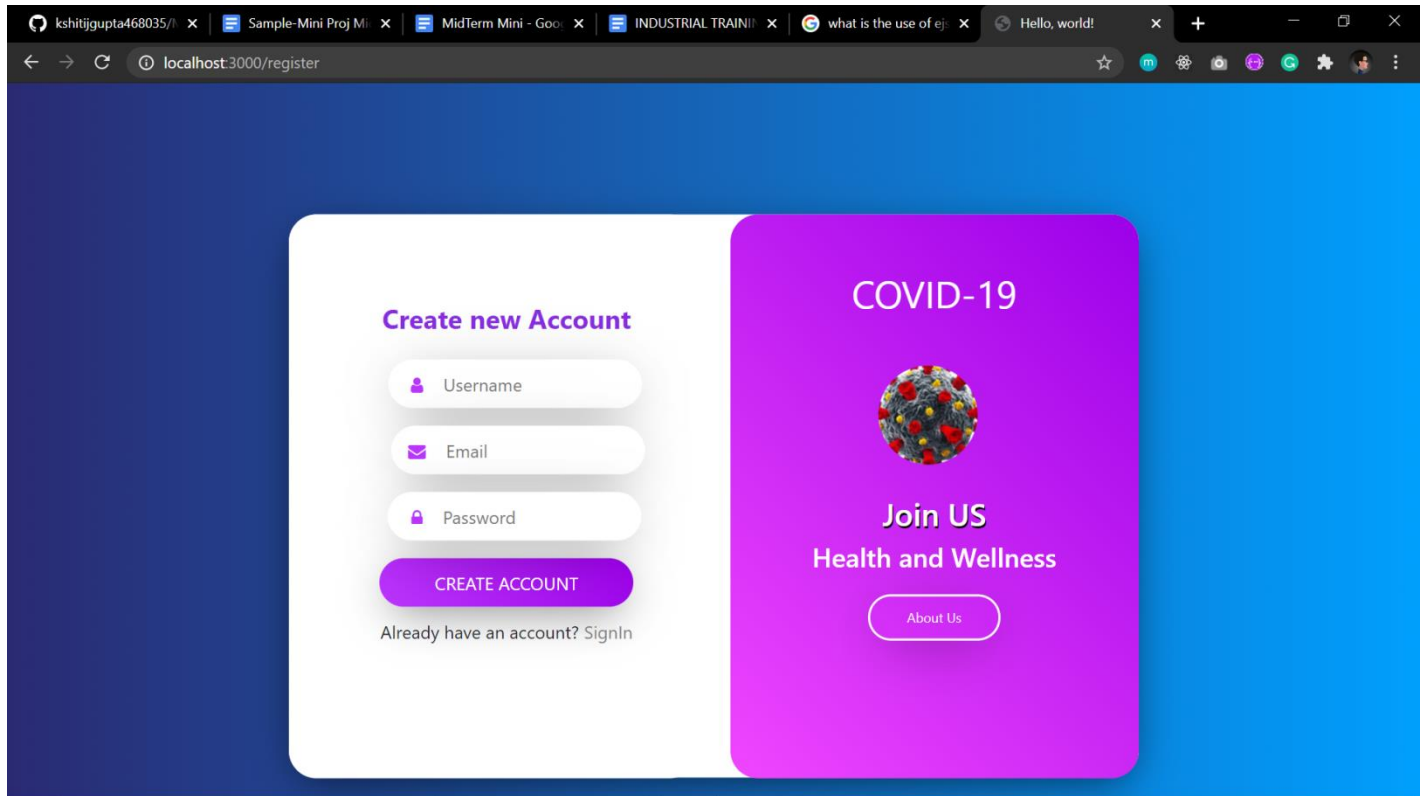 kshitijgupta468035/
Sample-Mini Proj
MidTerm Mini - Goo
INDUSTRIAL TRAINI
what is the use of ejs
Hello, world!
localhost:3000/register
Create new Account
Username
Email
Password
CREATE ACCOUNT
Already have an account? SignIn
COVID-19
Join US
Health and Wellness
About Us